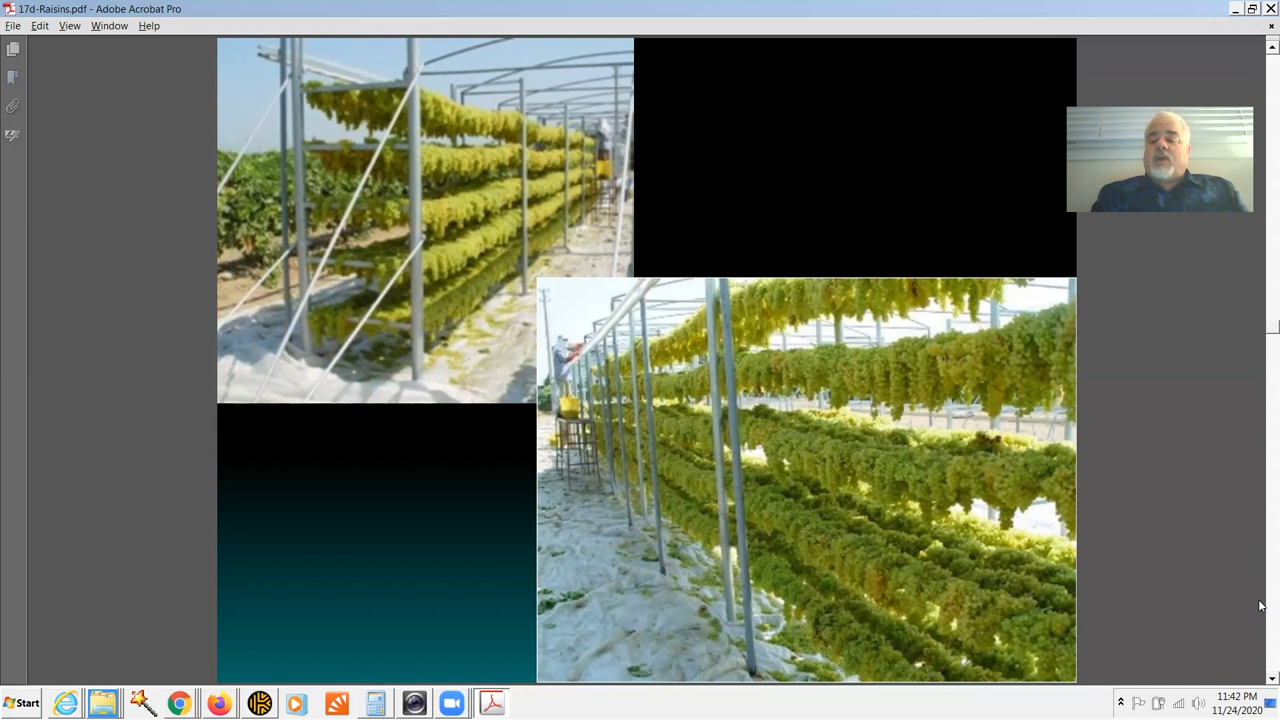 17d-Raisins.pdf - Adobe Acrobat Pro
File Edit View Window Help
Start
11:42 PM
11/24/2020